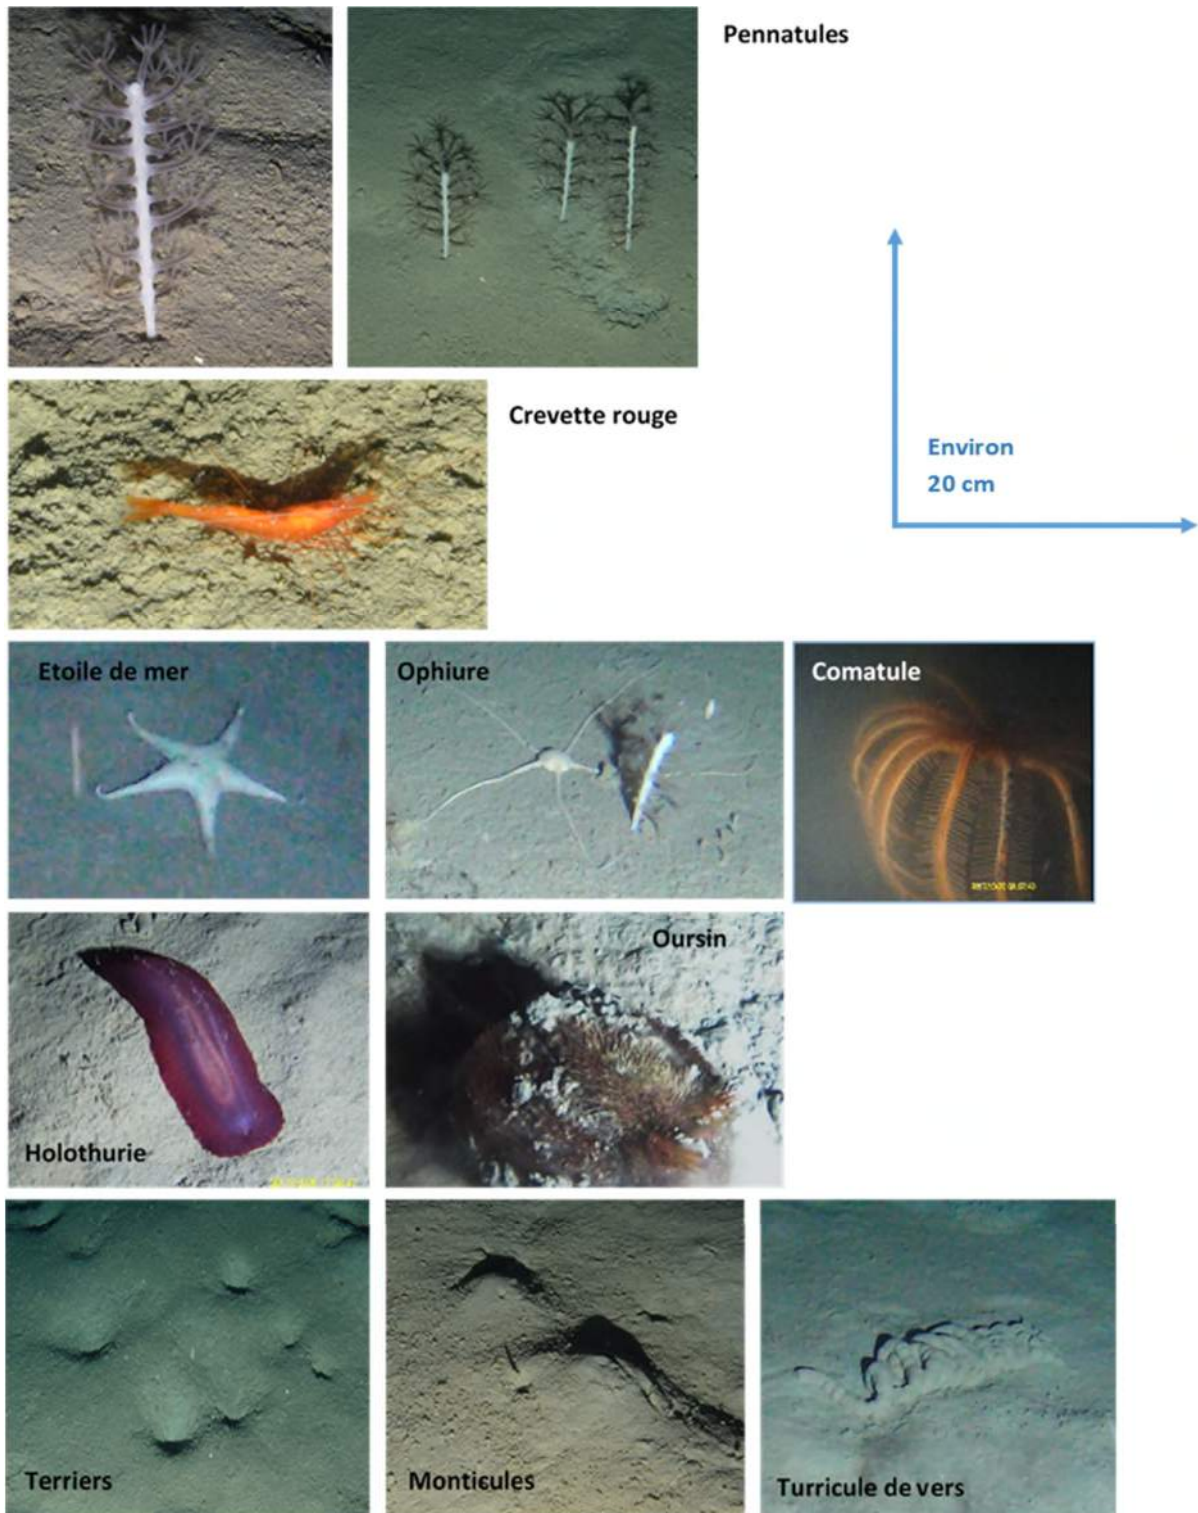 Pennatules
Crevette rouge
Environ
20 cm
Etoile de mer
Ophiure
Comatule
Holothurie
Oursin
Terriers
Monticules
Turricule de vers